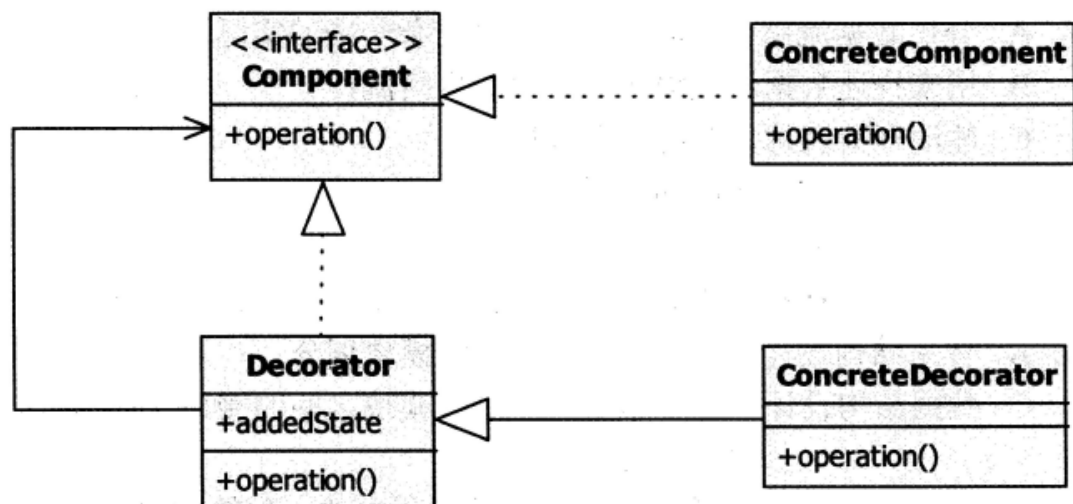 <<interface>>
Component
+operation()
ConcreteComponent
+operation()
Decorator
+addedState
+operation()
ConcreteDecorator
+operation()